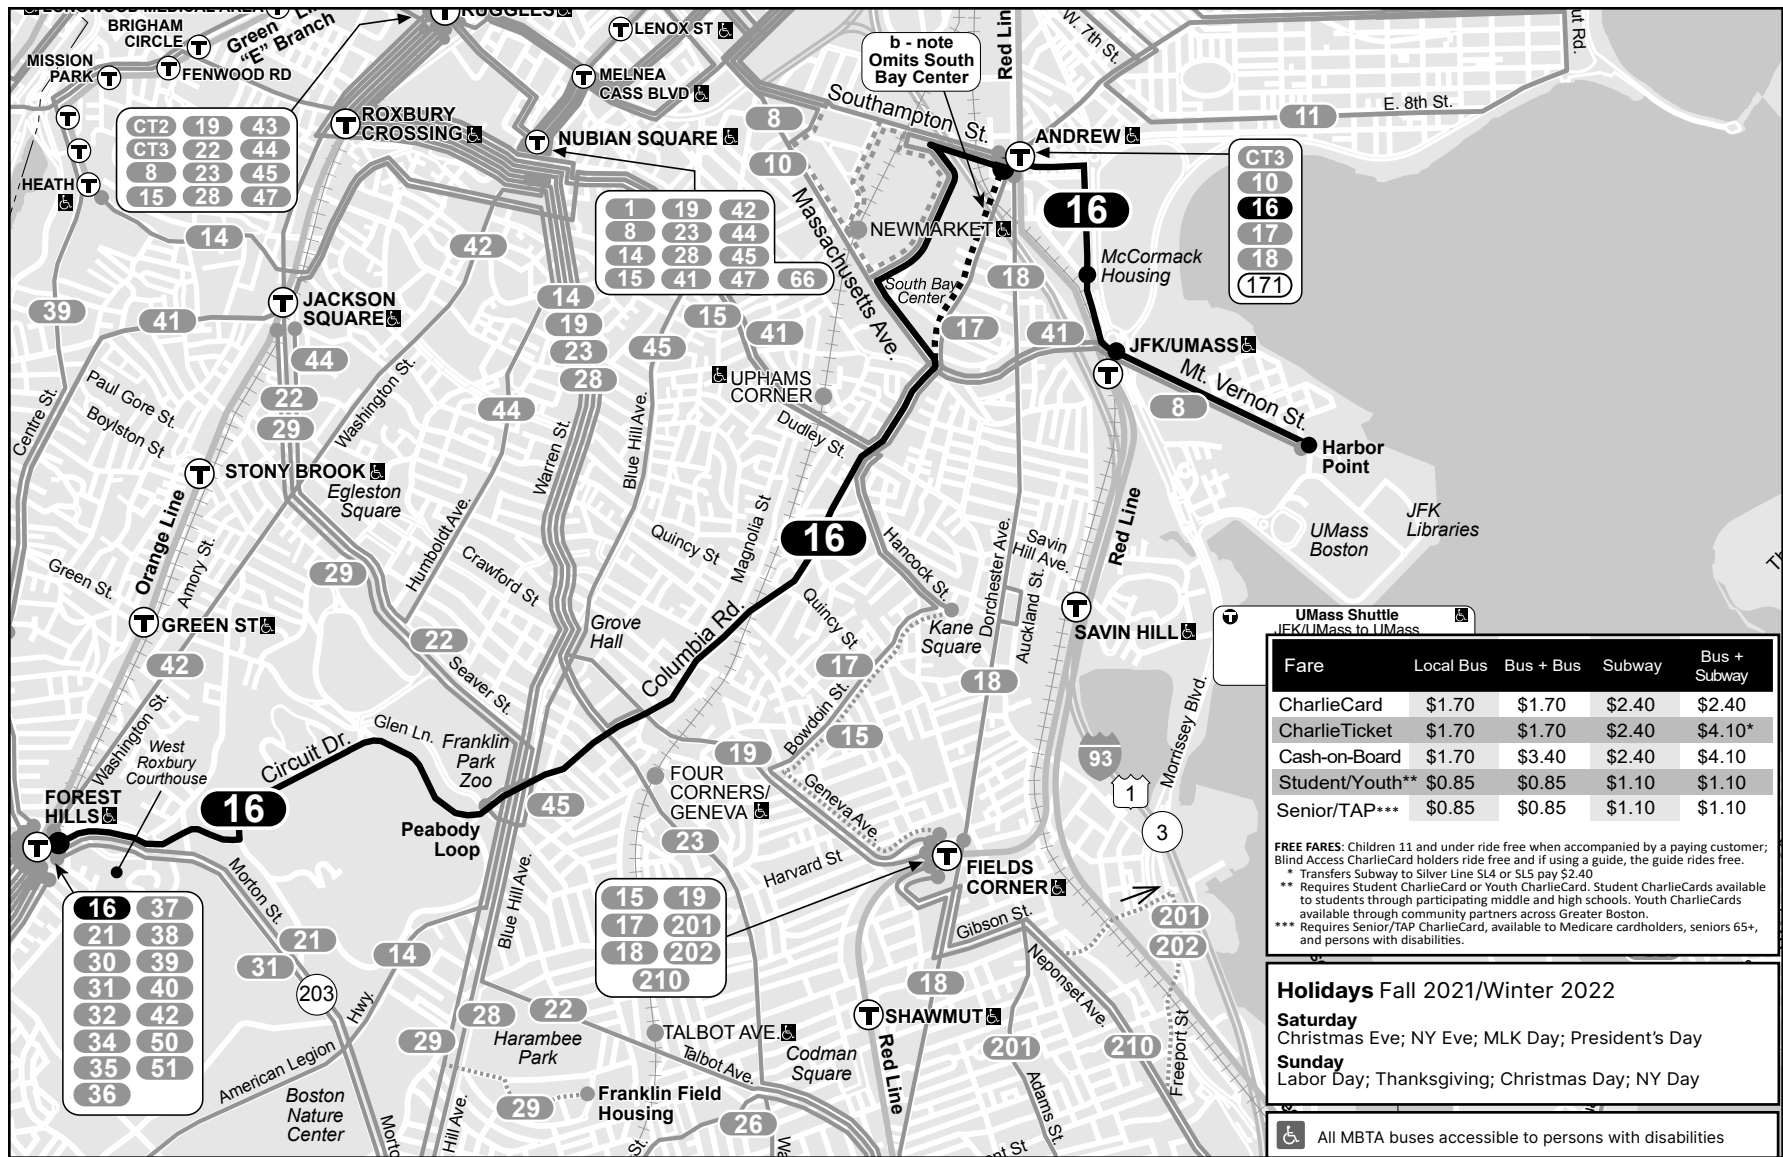 LONGWOOD MEDICAL AREA
BRIGHAM
CIRCLE
Green Li
"E" Branch
MISSION
PARK
FENWOOD RD
RUGGLES
LENOX ST
MELNEA
CASS BLVD
ROXBURY
CROSSING
NUBIAN SQUARE
HEATH
CT2 19 43
CT3 22 44
8 23 45
15 28 47
b - note
Omits South
Bay Center
Red Lin
W. 7th St.
ut Rd.
E. 8th St.
11
Southampton St.
ANDREW
8
10
CT3
10
16
17
18
171
1 19 42
8 23 44
14 28 45
15 41 47 66
Massachusetts Ave.
NEWMARKET
South Bay
Center
16
McCormack
Housing
18
14
42
39
41
JACKSON
SQUARE
44
22
29
14
19
23
28
15
41
45
17
41
JFK/UMASS
Mt. Vernon St.
8
Harbor
Point
UPHAMS
CORNER
Dudley St.
Centre St.
Paul Gore St.
Boylston St
Washington St.
44
Warren St.
Blue Hill Ave.
STONY BROOK
Egleston
Square
Orange Line
Amory St.
Green St.
GREEN ST
29
Humboldt Ave.
Crawford St
Quincy St
Magnolia St
16
Hancock St.
Dorchester Ave.
Savin
Hill Ave.
Auckland St.
Red Line
UMass
Boston
JFK
Libraries
Th
Grove
Hall
Quincy St
Kane
Square
SAVIN HILL
42
22
Seaver St.
Columbia Rd.
17
18
Bowdoin St.
15
19
Washington St.
West
Roxbury
Courthouse
Circuit Dr.
Glen Ln.
Franklin
Park
Zoo
FOREST
HILLS
16
45
Peabody
Loop
FOUR
CORNERS/
GENEVA
23
Geneva Ave.
Harvard St
93
1
3
Morrissey Blvd.
FIELDS
CORNER
Gibson St.
Morton St.
Blue Hill Ave.
16 37
21 38
30 39
31 40
32 42
34 50
35 51
36
15 19
17 201
18 202
210
21
31
203
14
Hwy.
American Legion
Boston
Nature
Center
Morto
28
29
22
Harambee
Park
TALBOT AVE.
Talbot Ave.
Codman
Square
SHAWMUT
Red Line
18
Neponset Ave.
201
202
201
210
Freeport St
Adams St.
29
Franklin Field
Housing
26
Hill Ave.
St.
Wa
nt St
UMass Shuttle
JFK/UMass to UMass
Fare Local Bus Bus + Bus Subway Bus +
Subway
CharlieCard $1.70 $1.70 $2.40 $2.40
CharlieTicket $1.70 $1.70 $2.40 $4.10*
Cash-on-Board $1.70 $3.40 $2.40 $4.10
Student/Youth** $0.85 $0.85 $1.10 $1.10
Senior/TAP*** $0.85 $0.85 $1.10 $1.10
FREE FARES: Children 11 and under ride free when accompanied by a paying customer;
Blind Access CharlieCard holders ride free and if using a guide, the guide rides free.
* Transfers Subway to Silver Line SL4 or SL5 pay $2.40
** Requires Student CharlieCard or Youth CharlieCard. Student CharlieCards available
to students through participating middle and high schools. Youth CharlieCards
available through community partners across Greater Boston.
*** Requires Senior/TAP CharlieCard, available to Medicare cardholders, seniors 65+,
and persons with disabilities.
Holidays Fall 2021/Winter 2022
Saturday
Christmas Eve; NY Eve; MLK Day; President's Day
Sunday
Labor Day; Thanksgiving; Christmas Day; NY Day
All MBTA buses accessible to persons with disabilities